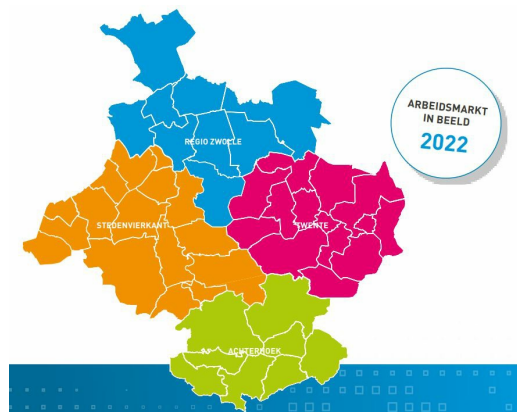 ARBEIDSMARKT
IN BEELD
2022
REGIO ZWOLLE
STEDENVIERKANT
TWENTE
ACHTERHOEK